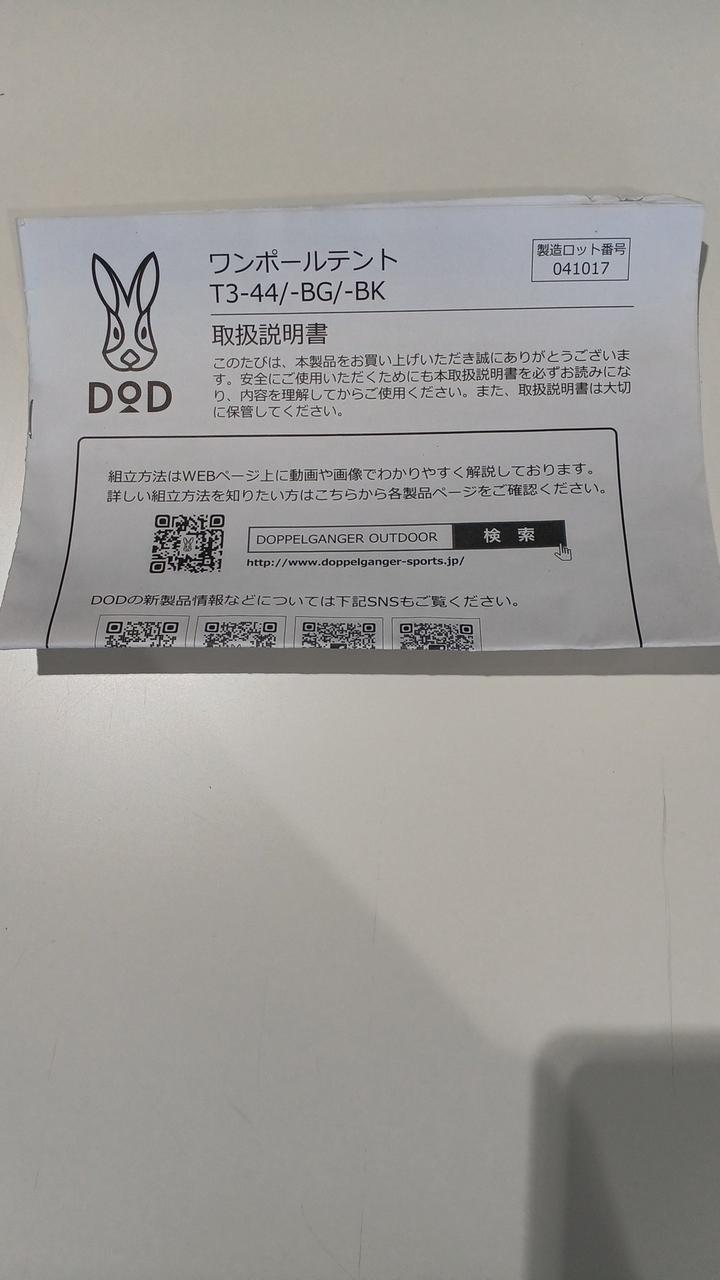 ワンポールテント
T3-44/-BG/-BK
製造ロット番号
041017
DOD
取扱説明書
このたびは、本製品をお買い上げいただき誠にありがとうございま
す。安全にご使用いただくためにも本取扱説明書を必ずお読みにな
り、内容を理解してからご使用ください。また、取扱説明書は大切
に保管してください。
組立方法はWEBページ上に動画や画像でわかりやすく解説しております。
詳しい組立方法を知りたい方はこちらから各製品ページをご確認ください。
DOPPELGANGER OUTDOOR 検 索
http://www.doppelganger-sports.jp/
DODの新製品情報などについては下記SNSもご覧ください。